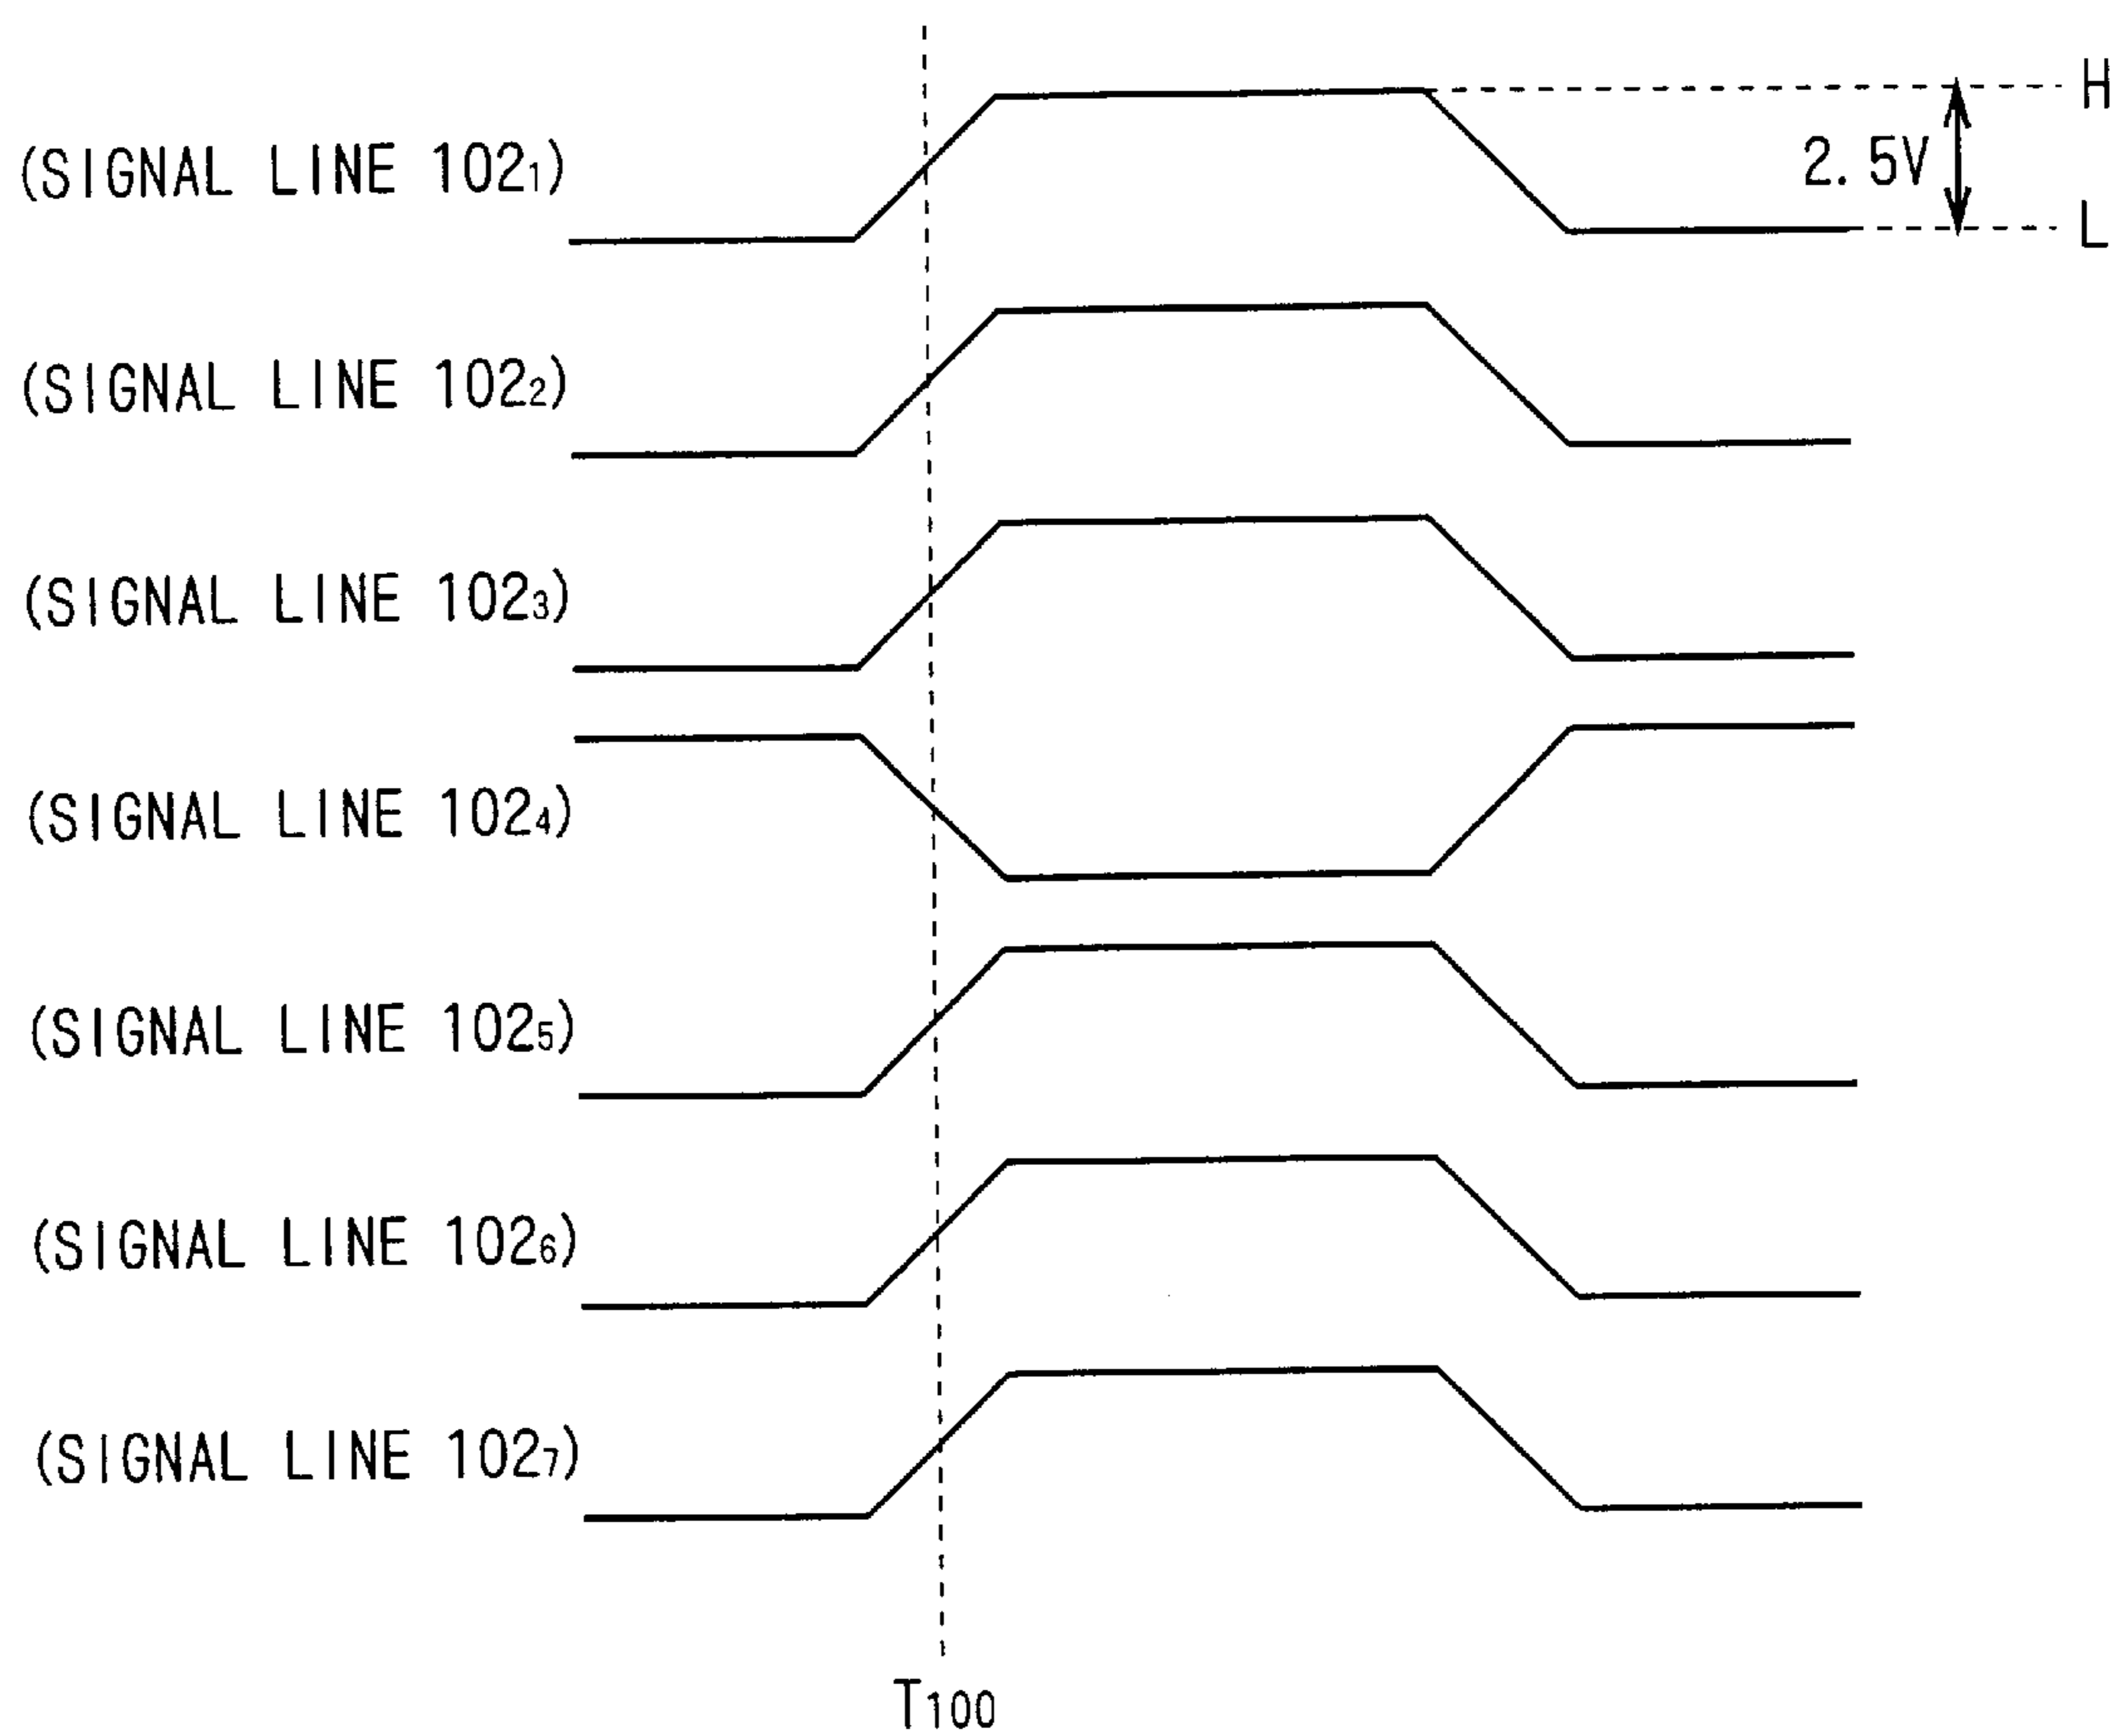 H
(SIGNAL LINE 102₁)
2.5V
L
(SIGNAL LINE 102₂)
(SIGNAL LINE 102₃)
(SIGNAL LINE 102₄)
(SIGNAL LINE 102₅)
(SIGNAL LINE 102₆)
(SIGNAL LINE 102₇)
T₁₀₀